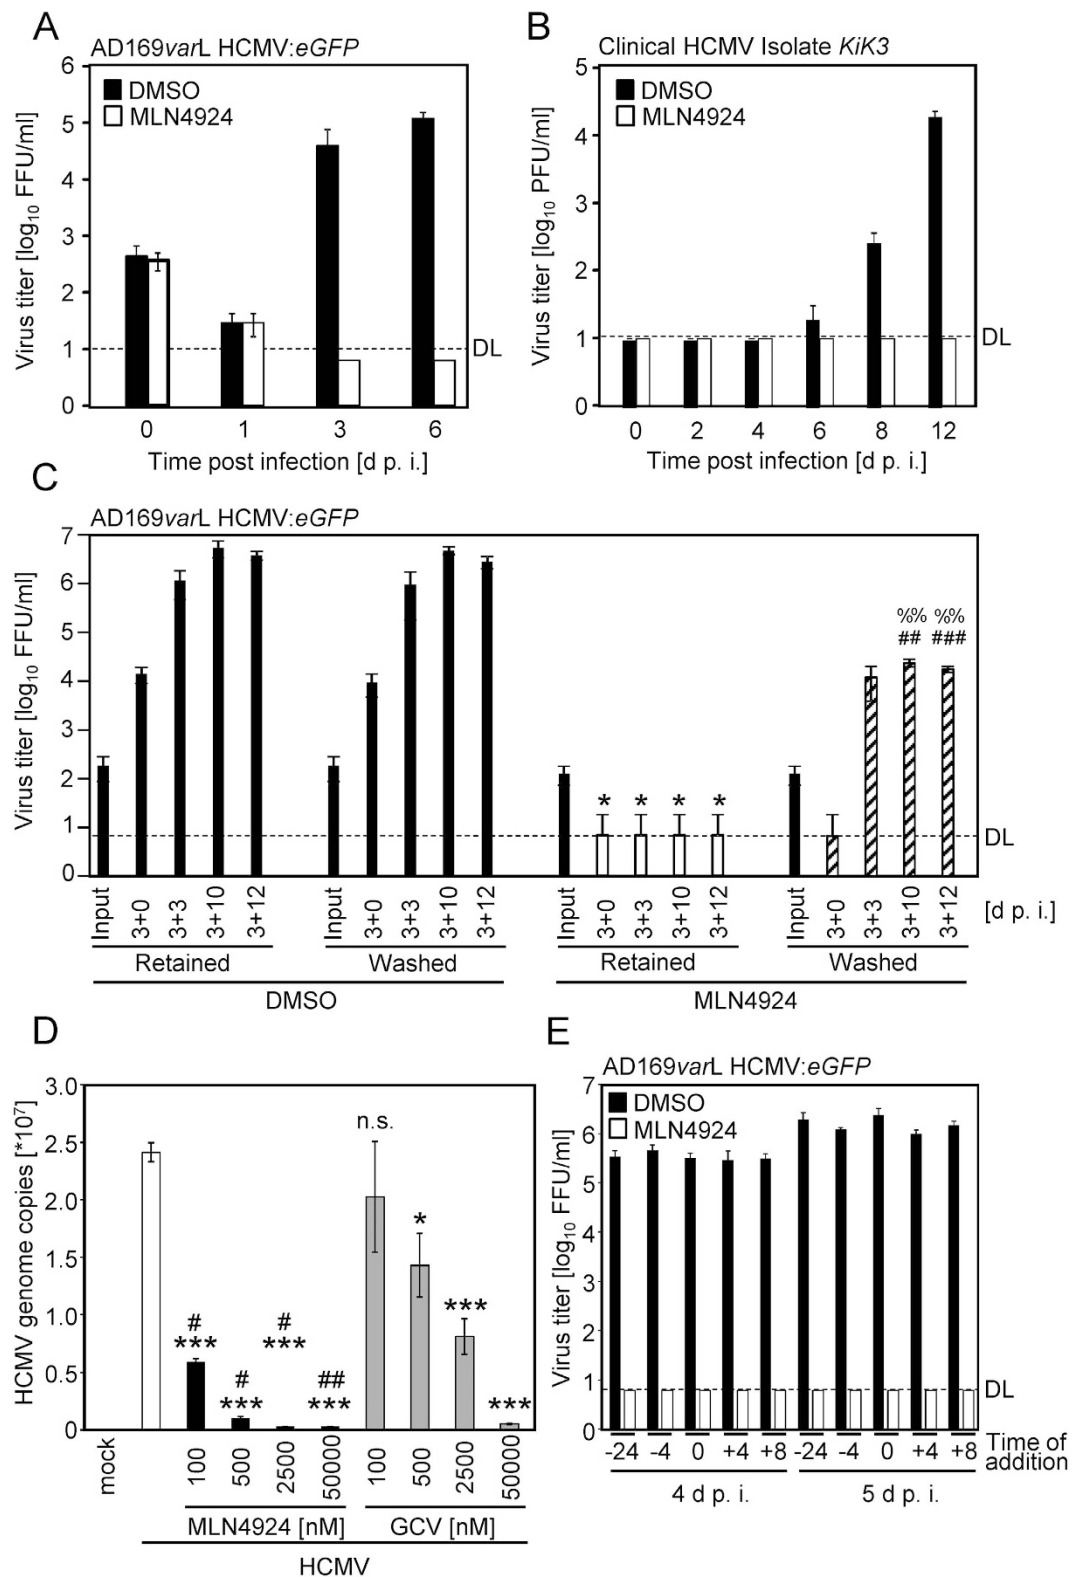 A
AD169varL HCMV:eGFP
6
5
4
3
2
1
0
Virus titer [log10 FFU/ml]
DMSO
MLN4924
DL
0 1 3 6
Time post infection [d p. i.]
B
Clinical HCMV Isolate KiK3
5
4
3
2
1
0
Virus titer [log10 PFU/ml]
DMSO
MLN4924
DL
0 2 4 6 8 12
Time post infection [d p. i.]
C
AD169varL HCMV:eGFP
7
6
5
4
3
2
1
0
Virus titer [log10 FFU/ml]
* * * *
%% %%
## ###
DL
Input 3+0 3+3 3+10 3+12 Input 3+0 3+3 3+10 3+12 Input 3+0 3+3 3+10 3+12 Input 3+0 3+3 3+10 3+12 [d p. i.]
Retained Washed Retained Washed
DMSO MLN4924
D
3.0
2.5
2.0
1.5
1.0
0.5
0
HCMV genome copies [*10^7]
#
***
#
***
#
***
##
***
n.s.
*
***
***
mock 100 500 2500 50000 100 500 2500 50000
MLN4924 [nM] GCV [nM]
HCMV
E
AD169varL HCMV:eGFP
7
6
5
4
3
2
1
0
Virus titer [log10 FFU/ml]
DMSO
MLN4924
DL
-24 -4 0 +4 +8 -24 -4 0 +4 +8 Time of
addition
4 d p. i. 5 d p. i.